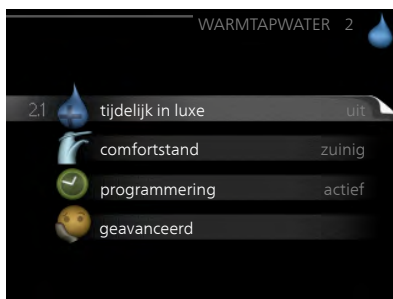 WARMTAPWATER 2
2.1 tijdelijk in luxe uit
comfortstand zuinig
programmering actief
geavanceerd